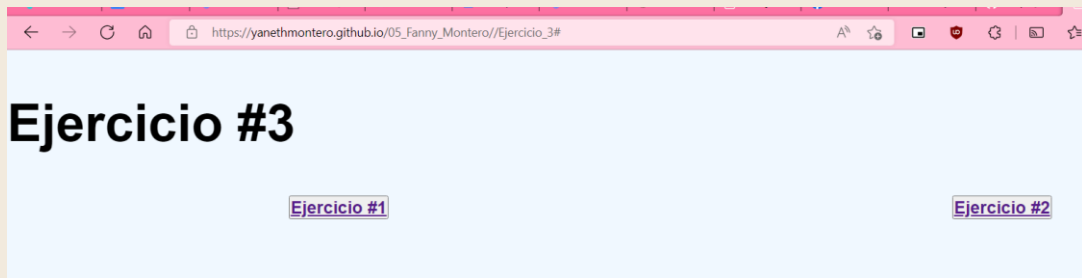 https://yanethmontero.github.io/05_Fanny_Montero//Ejercicio_3#
Ejercicio #3
Ejercicio #1 Ejercicio #2